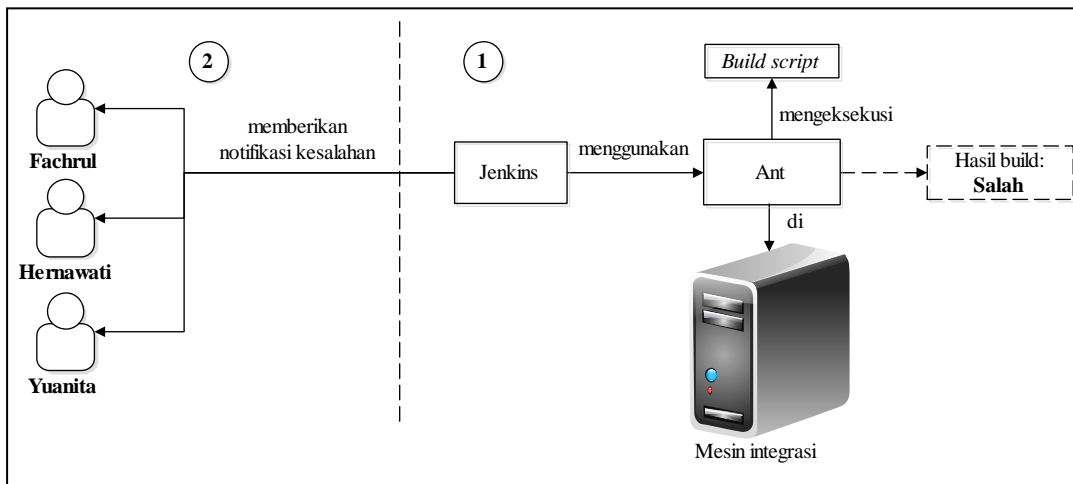 2
1
Build script
mengeksekusi
memberikan
notifikasi kesalahan
Jenkins
menggunakan
Ant
Hasil build:
Salah
di
Fachrul
Hernawati
Yuanita
Mesin integrasi